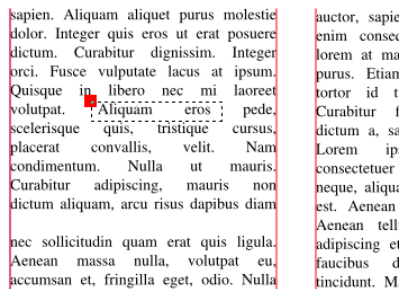 sapien. Aliquam aliquet purus molestie
dolor. Integer quis eros ut erat posuere
dictum. Curabitur dignissim. Integer
orci. Fusce vulputate lacus at ipsum.
Quisque in libero nec mi laoreet
volutpat. Aliquam eros pede,
scelerisque quis, tristique cursus,
placerat convallis, velit. Nam
condimentum. Nulla ut mauris.
Curabitur adipiscing, mauris non
dictum aliquam, arcu risus dapibus diam
nec sollicitudin quam erat quis ligula.
Aenean massa nulla, volutpat eu,
accumsan et, fringilla eget, odio. Nulla
auctor, sapie
enim conse
lorem at ma
purus. Etiam
tortor id t
Curabitur f
dictum a, sa
Lorem ips
consectetuer
neque, aliqua
est. Aenean
Aenean tell
adipiscing et
faucibus d
tincidunt. M